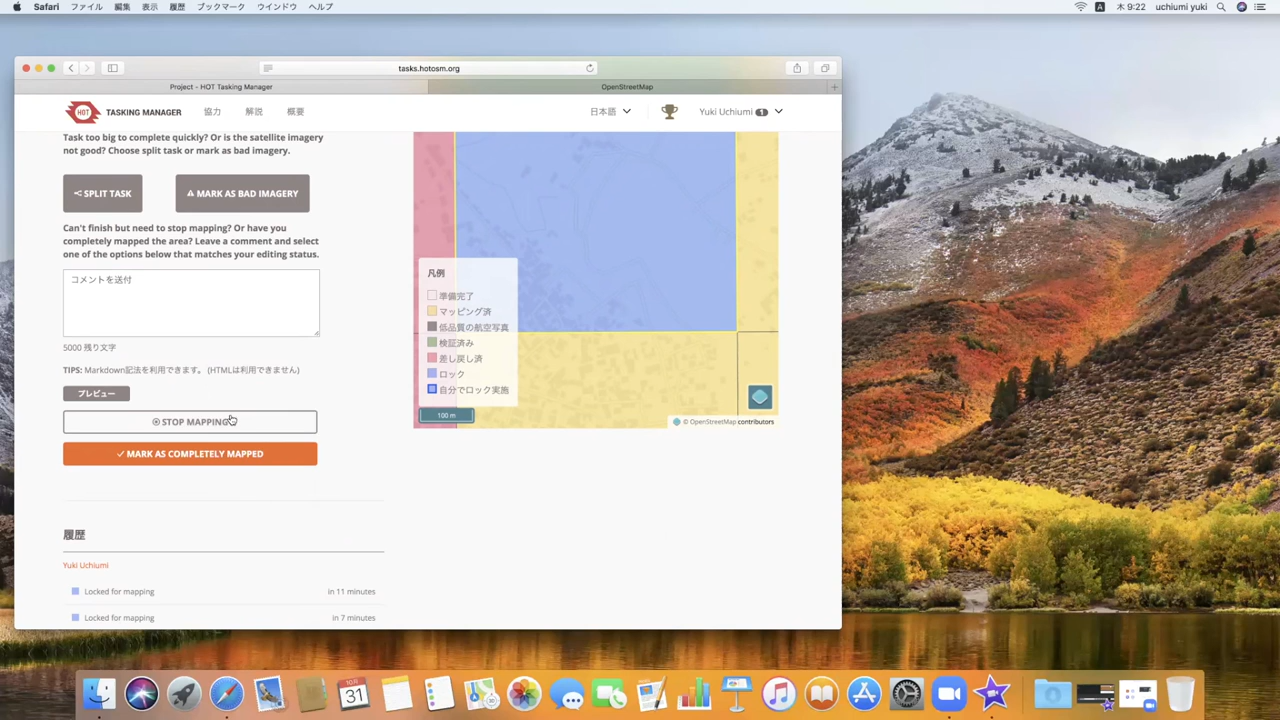 Safari ファイル 編集 表示 履歴 ブックマーク ウインドウ ヘルプ
A 木 9:22 uchiumi yuki
tasks.hotosm.org
Project - HOT Tasking Manager
OpenStreetMap
HOT TASKING MANAGER 協力 解説 概要 日本語 Yuki Uchiumi 1
Task too big to complete quickly? Or is the satellite imagery
not good? Choose split task or mark as bad imagery.
SPLIT TASK
MARK AS BAD IMAGERY
Can't finish but need to stop mapping? Or have you
completely mapped the area? Leave a comment and select
one of the options below that matches your editing status.
コメントを送付
5000 残り文字
TIPS: Markdown記法を利用できます。 (HTMLは利用できません)
プレビュー
STOP MAPPING
MARK AS COMPLETELY MAPPED
履歴
Yuki Uchiumi
Locked for mapping in 11 minutes
Locked for mapping in 7 minutes
凡例
準備完了
マッピング済
低品質の航空写真
検証済み
差し戻し済
ロック
自分でロック実施
100 m
© OpenStreetMap contributors
OCT
31